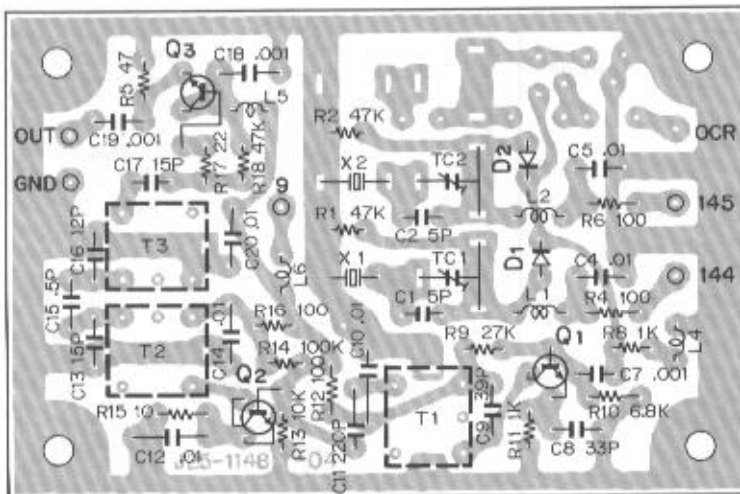 Q3
C18 .001
R5 47
L5
R2 47K
D2
C5 .01
OCR
OUT
C19 .001
R17 22
R18 47K
X2
TC2
C17 15P
GND
9
L2
145
R1 47K
R6 100
C2 5P
C16 12P
T3
C20 .01
D1
X1
TC1
C4 .01
144
L6
C15 .5P
C1 5P
L1
R4 100
R16 100
C10 .01
R9 27K
Q1
R8 1K
L4
C13 15P
T2
C14 .01
R14 100K
Q2
R12 100
C7 .001
R15 10
R13 10K
T1
C9 39P
R10 6.8K
C12 .01
C11 220P
R11 1K
C8 33P
J25-1148-04